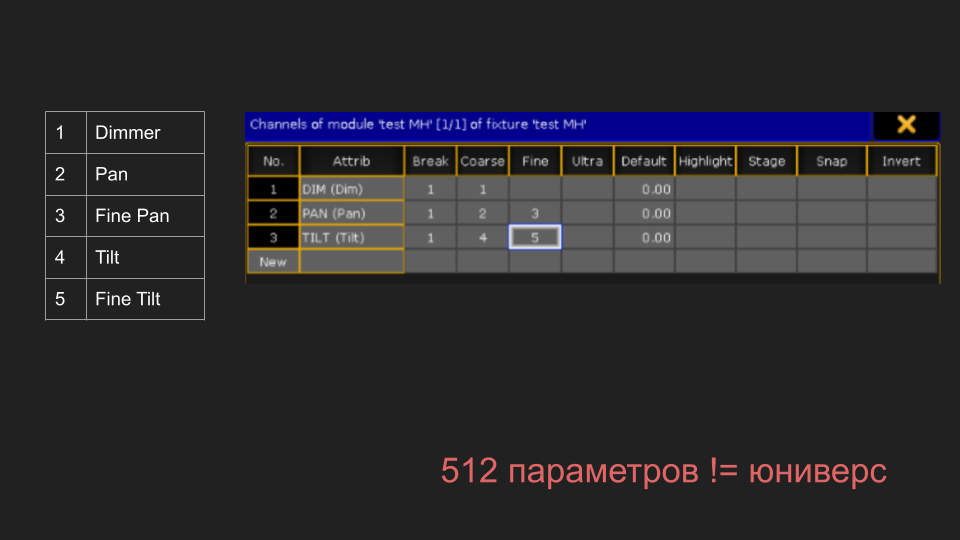 1 Dimmer
2 Pan
3 Fine Pan
4 Tilt
5 Fine Tilt
Channels of module 'test MH' [1/1] of fixture 'test MH'
No. Attrib Break Coarse Fine Ultra Default Highlight Stage Snap Invert
1 DIM (Dim) 1 1 0.00
2 PAN (Pan) 1 2 3 0.00
3 TILT (Tilt) 1 4 5 0.00
New
512 параметров != юниверс